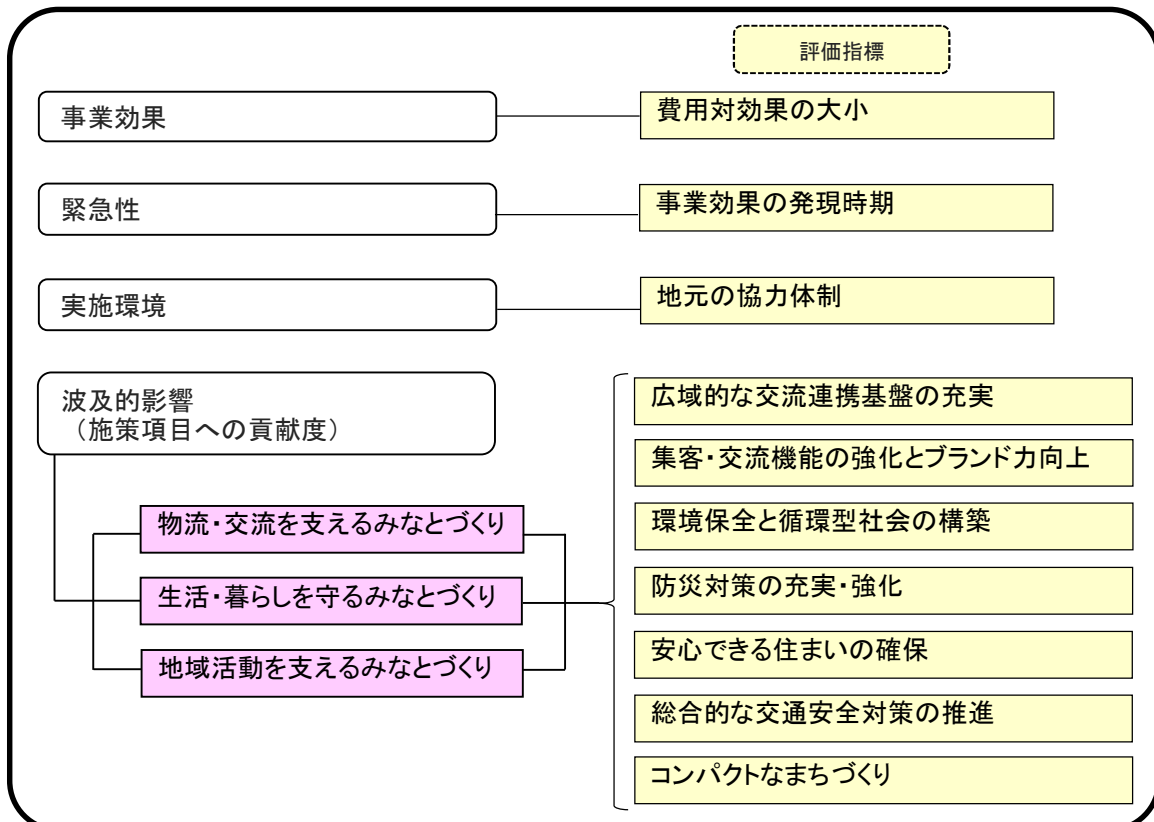 評価指標
事業効果
費用対効果の大小
緊急性
事業効果の発現時期
実施環境
地元の協力体制
波及的影響
（施策項目への貢献度）
物流・交流を支えるみなとづくり
生活・暮らしを守るみなとづくり
地域活動を支えるみなとづくり
広域的な交流連携基盤の充実
集客・交流機能の強化とブランド力向上
環境保全と循環型社会の構築
防災対策の充実・強化
安心できる住まいの確保
総合的な交通安全対策の推進
コンパクトなまちづくり